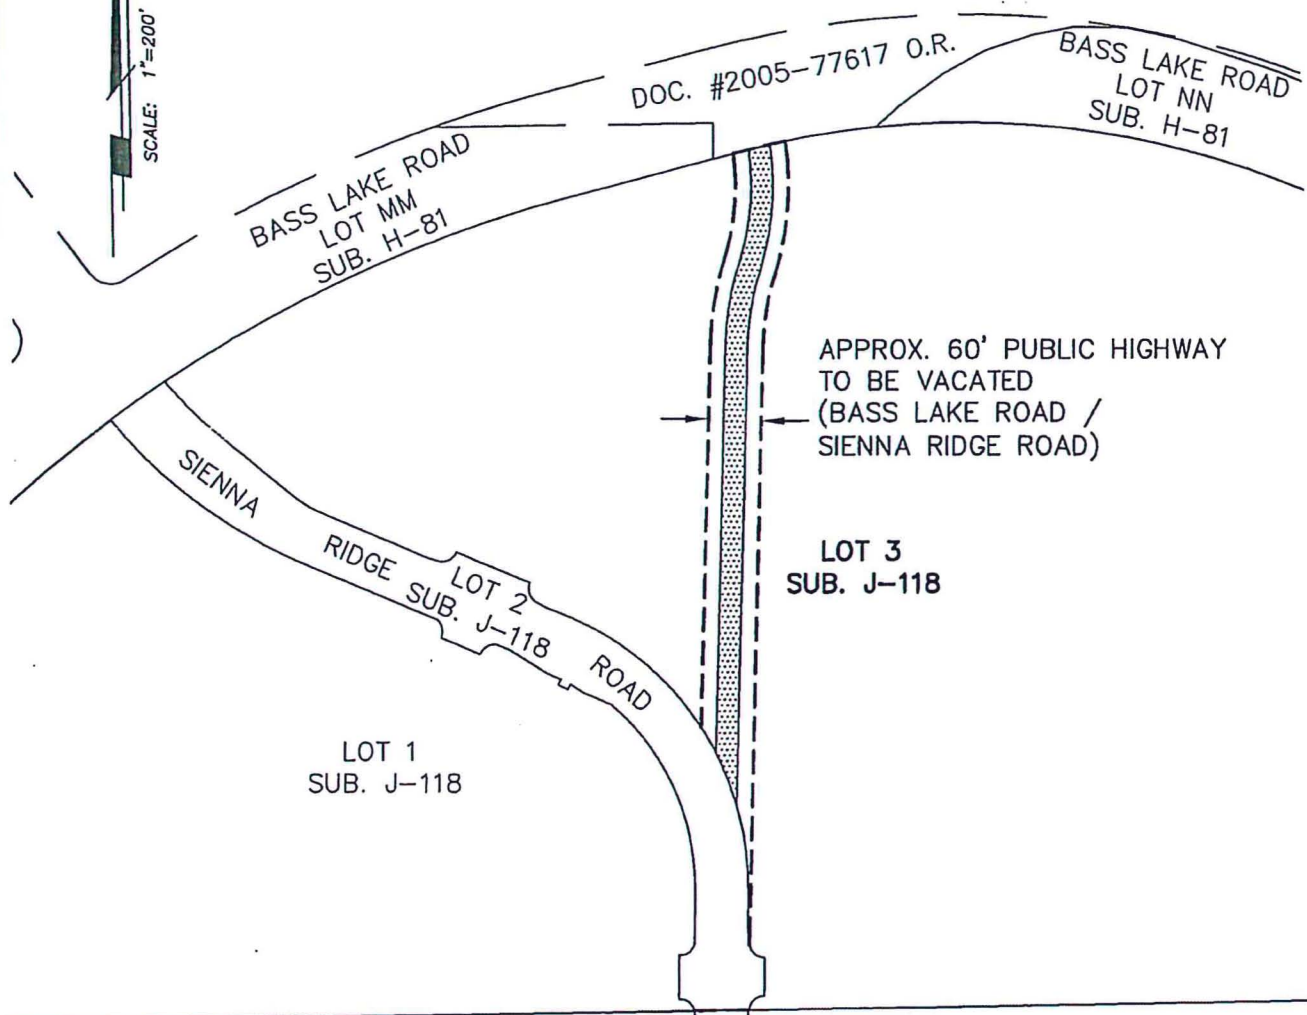 SCALE: 1"=200'
DOC. #2005-77617 O.R.
BASS LAKE ROAD
LOT NN
SUB. H-81
BASS LAKE ROAD
LOT MM
SUB. H-81
APPROX. 60' PUBLIC HIGHWAY
TO BE VACATED
(BASS LAKE ROAD /
SIENNA RIDGE ROAD)
SIENNA RIDGE ROAD
LOT 2
SUB. J-118
LOT 3
SUB. J-118
LOT 1
SUB. J-118